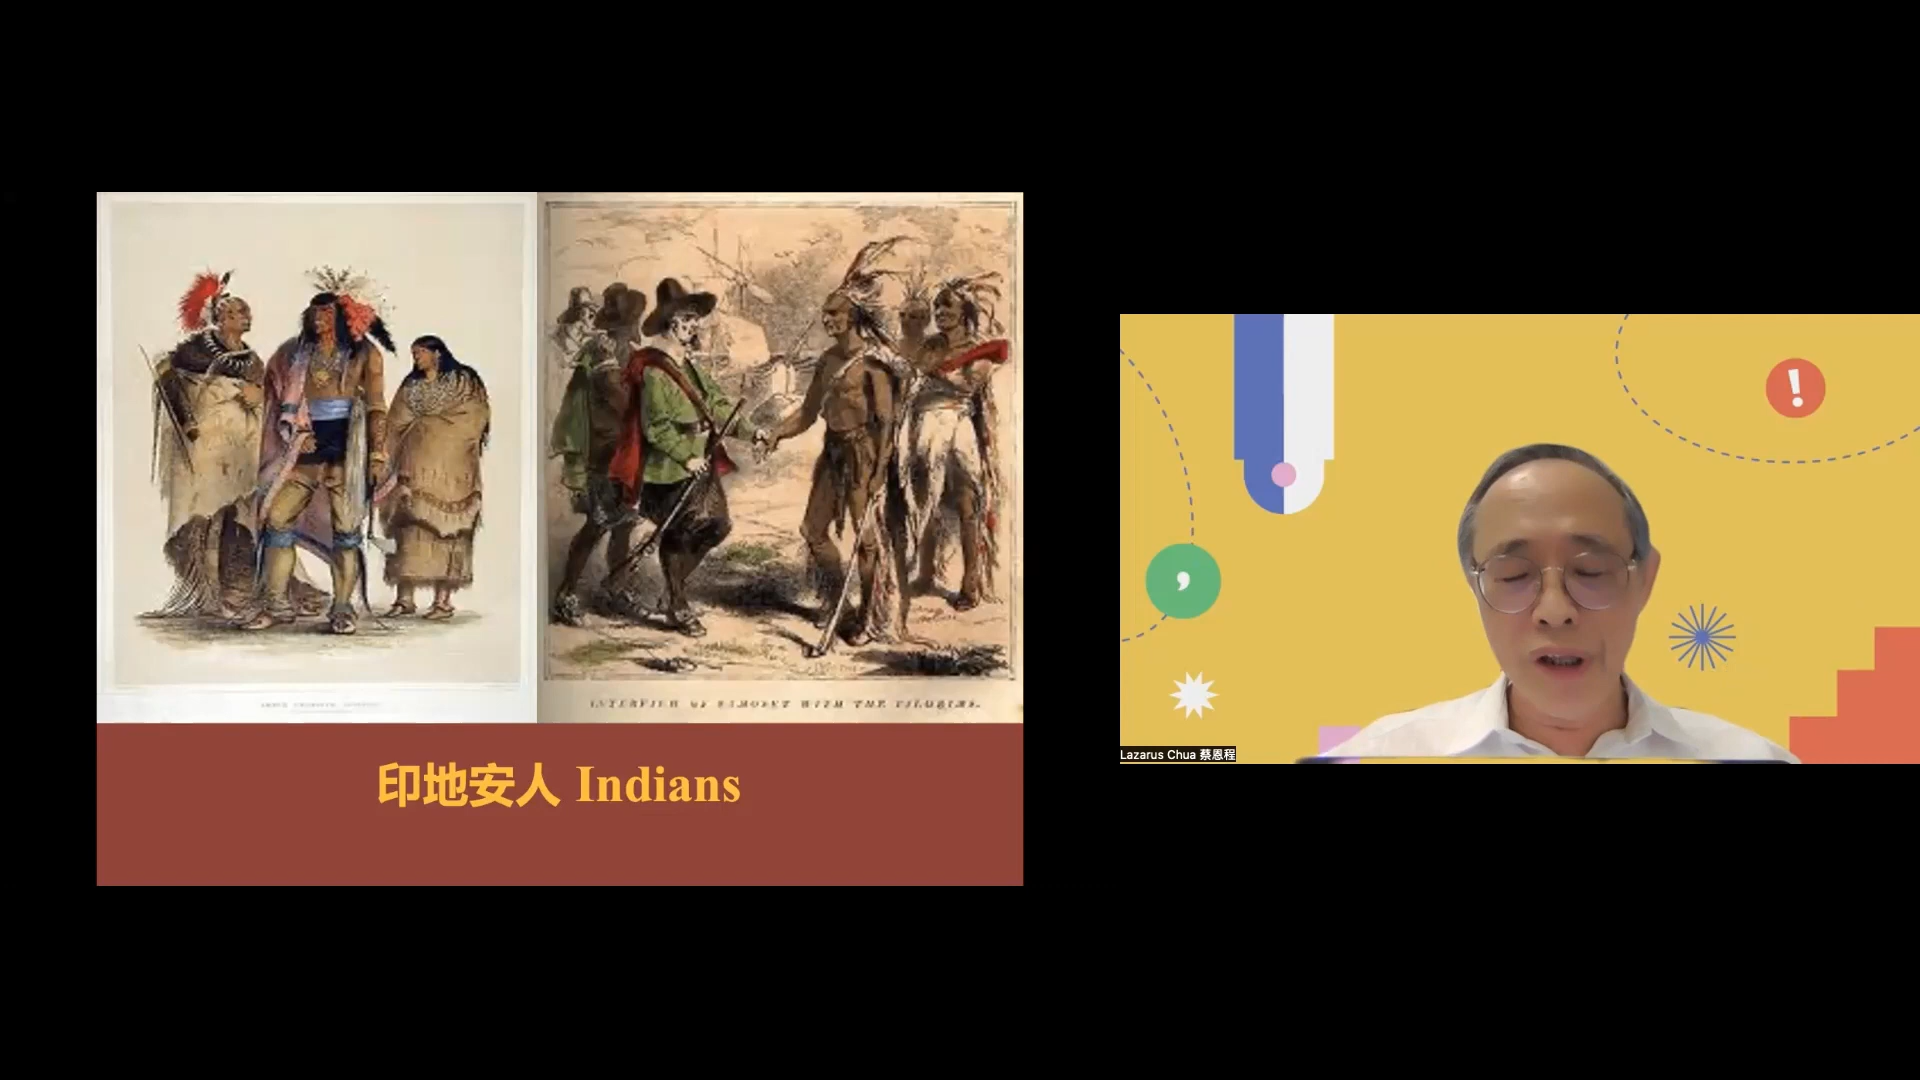 INTERVIEW OF SAMOSET WITH THE PILGRIMS.
印地安人 Indians
!
,
Lazarus Chua 蔡恩程